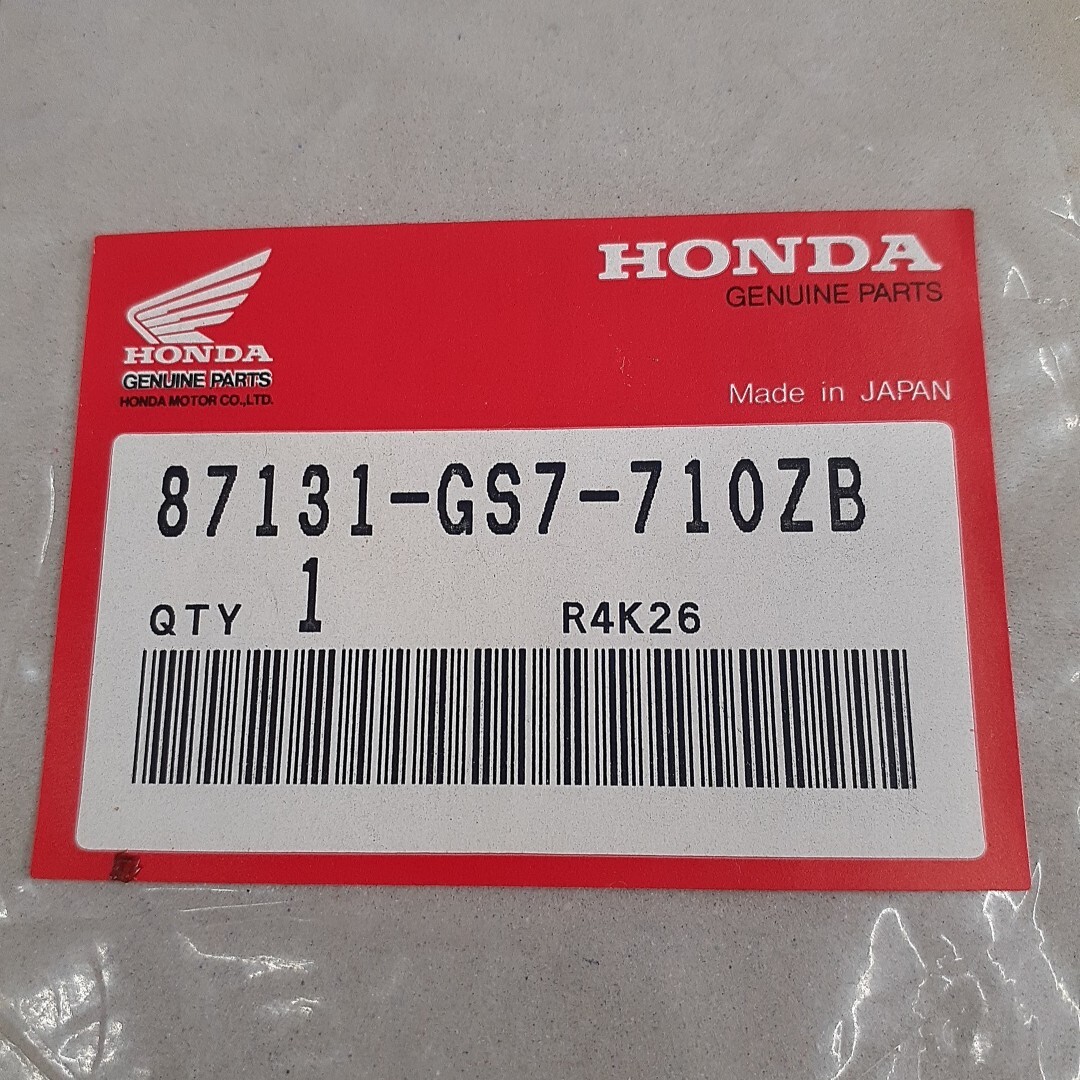 HONDA
GENUINE PARTS
HONDA
GENUINE PARTS
HONDA MOTOR CO.,LTD.
Made in JAPAN
87131-GS7-710ZB
QTY 1 R4K26